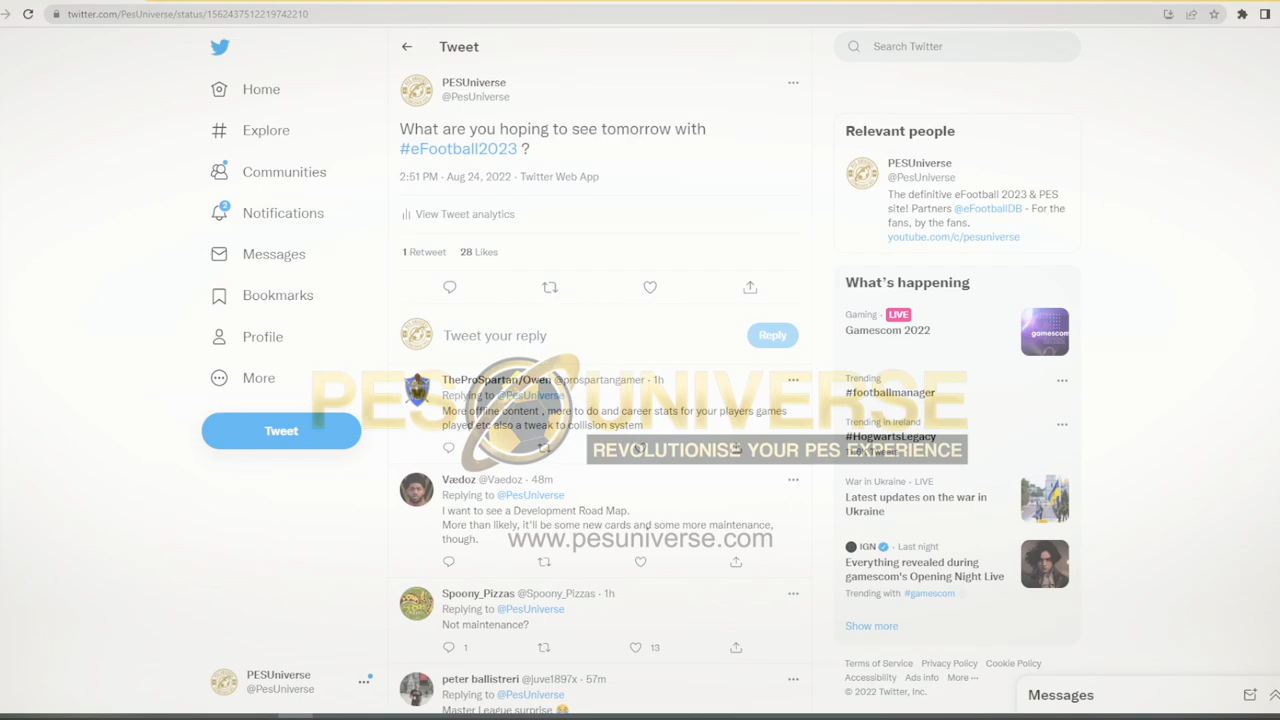 twitter.com/PesUniverse/status/1562437512219742210
Home
Explore
Communities
2
Notifications
Messages
Bookmarks
Profile
More
Tweet
PESUniverse
@PesUniverse
Tweet
PESUniverse
@PesUniverse
What are you hoping to see tomorrow with
#eFootball2023 ?
2:51 PM · Aug 24, 2022 · Twitter Web App
View Tweet analytics
1 Retweet 28 Likes
Tweet your reply
Reply
TheProSpartan/Owen @prospartangamer · 1h
Replying to @PesUniverse
More offline content , more to do and career stats for your players games
played etc also a tweak to collision system
PES UNIVERSE
REVOLUTIONISE YOUR PES EXPERIENCE
Vædoz @Vaedoz · 48m
Replying to @PesUniverse
I want to see a Development Road Map.
More than likely, it'll be some new cards and some more maintenance,
though.
www.pesuniverse.com
Spoony_Pizzas @Spoony_Pizzas · 1h
Replying to @PesUniverse
Not maintenance?
1 13
peter ballistreri @juve1897x · 57m
Replying to @PesUniverse
Master League surprise 😂
Search Twitter
Relevant people
PESUniverse
@PesUniverse
The definitive eFootball 2023 & PES
site! Partners @eFootballDB - For the
fans, by the fans.
youtube.com/c/pesuniverse
What's happening
Gaming · LIVE
Gamescom 2022
gamescom
Trending
#footballmanager
Trending in Ireland
#HogwartsLegacy
War in Ukraine · LIVE
Latest updates on the war in
Ukraine
IGN · Last night
Everything revealed during
gamescom's Opening Night Live
Trending with #gamescom
Show more
Terms of Service Privacy Policy Cookie Policy
Accessibility Ads info More ···
© 2022 Twitter, Inc.
Messages